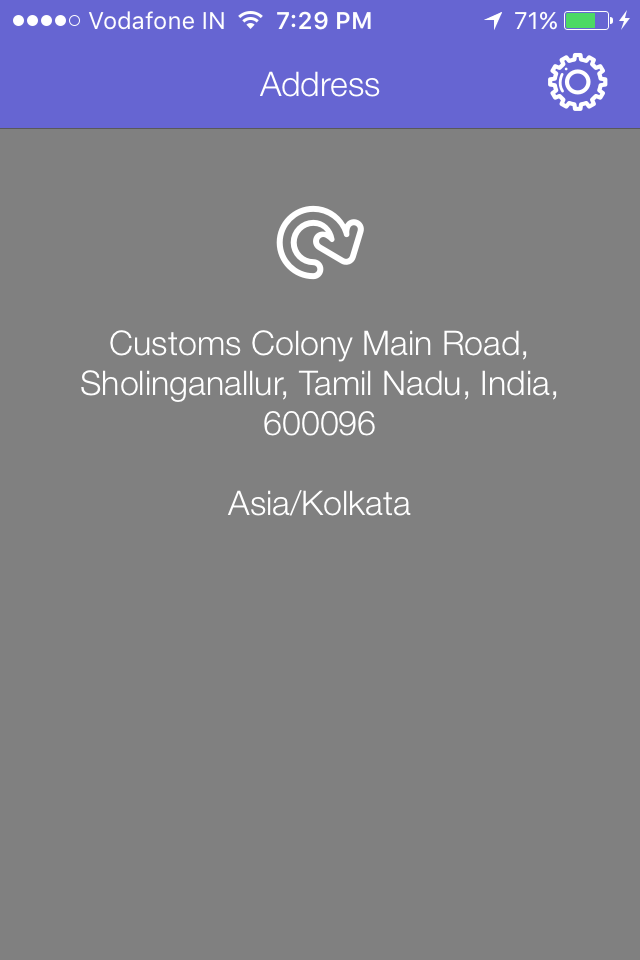 Vodafone IN 7:29 PM 71%
Address
Customs Colony Main Road,
Sholinganallur, Tamil Nadu, India,
600096
Asia/Kolkata